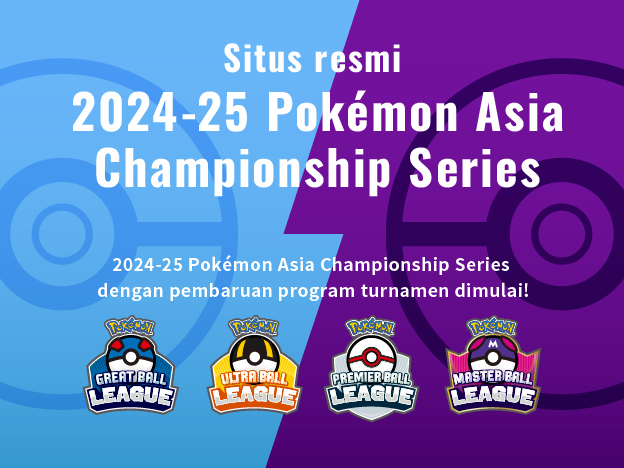 Situs resmi
2024-25 Pokémon Asia
Championship Series
2024-25 Pokémon Asia Championship Series
dengan pembaruan program turnamen dimulai!
POKéMON
GREAT BALL
LEAGUE
POKéMON
ULTRA BALL
LEAGUE
POKéMON
PREMIER BALL
LEAGUE
POKéMON
M
MASTER BALL
LEAGUE